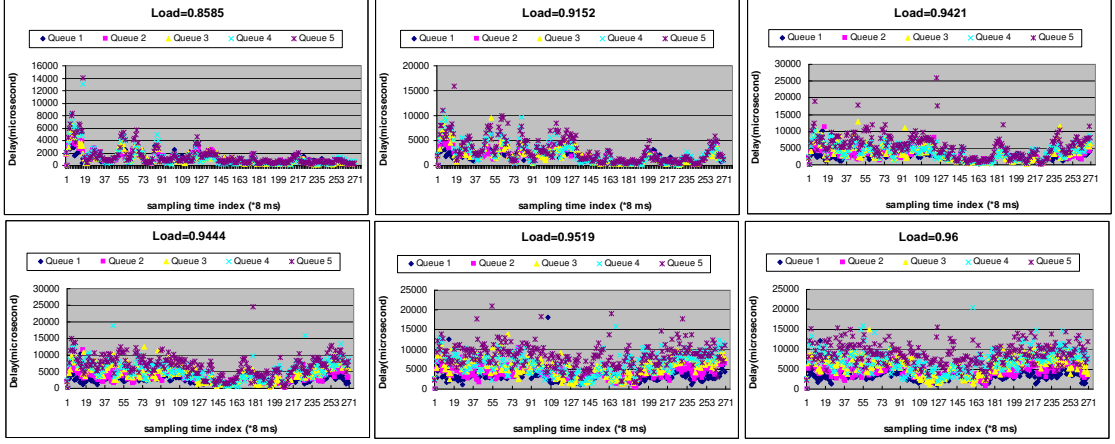 Load=0.8585
Queue 1 Queue 2 Queue 3 Queue 4 Queue 5
Delay(microsecond)
16000
14000
12000
10000
8000
6000
4000
2000
0
1 19 37 55 73 91 109 127 145 163 181 199 217 235 253 271
sampling time index (*8 ms)
Load=0.9152
Queue 1 Queue 2 Queue 3 Queue 4 Queue 5
Delay(microsecond)
20000
15000
10000
5000
0
1 19 37 55 73 91 109 127 145 163 181 199 217 235 253 271
sampling time index (*8 ms)
Load=0.9421
Queue 1 Queue 2 Queue 3 Queue 4 Queue 5
Delay(microsecond)
30000
25000
20000
15000
10000
5000
0
1 19 37 55 73 91 109 127 145 163 181 199 217 235 253 271
sampling time index (*8 ms)
Load=0.9444
Queue 1 Queue 2 Queue 3 Queue 4 Queue 5
Delay(microsecond)
30000
25000
20000
15000
10000
5000
0
1 19 37 55 73 91 109 127 145 163 181 199 217 235 253 271
sampling time index (*8 ms)
Load=0.9519
Queue 1 Queue 2 Queue 3 Queue 4 Queue 5
Delay(microsecond)
25000
20000
15000
10000
5000
0
1 19 37 55 73 91 109 127 145 163 181 199 217 235 253 271
sampling time index (*8 ms)
Load=0.96
Queue 1 Queue 2 Queue 3 Queue 4 Queue 5
Delay(microsecond)
25000
20000
15000
10000
5000
0
1 19 37 55 73 91 109 127 145 163 181 199 217 235 253 271
sampling time index (*8 ms)